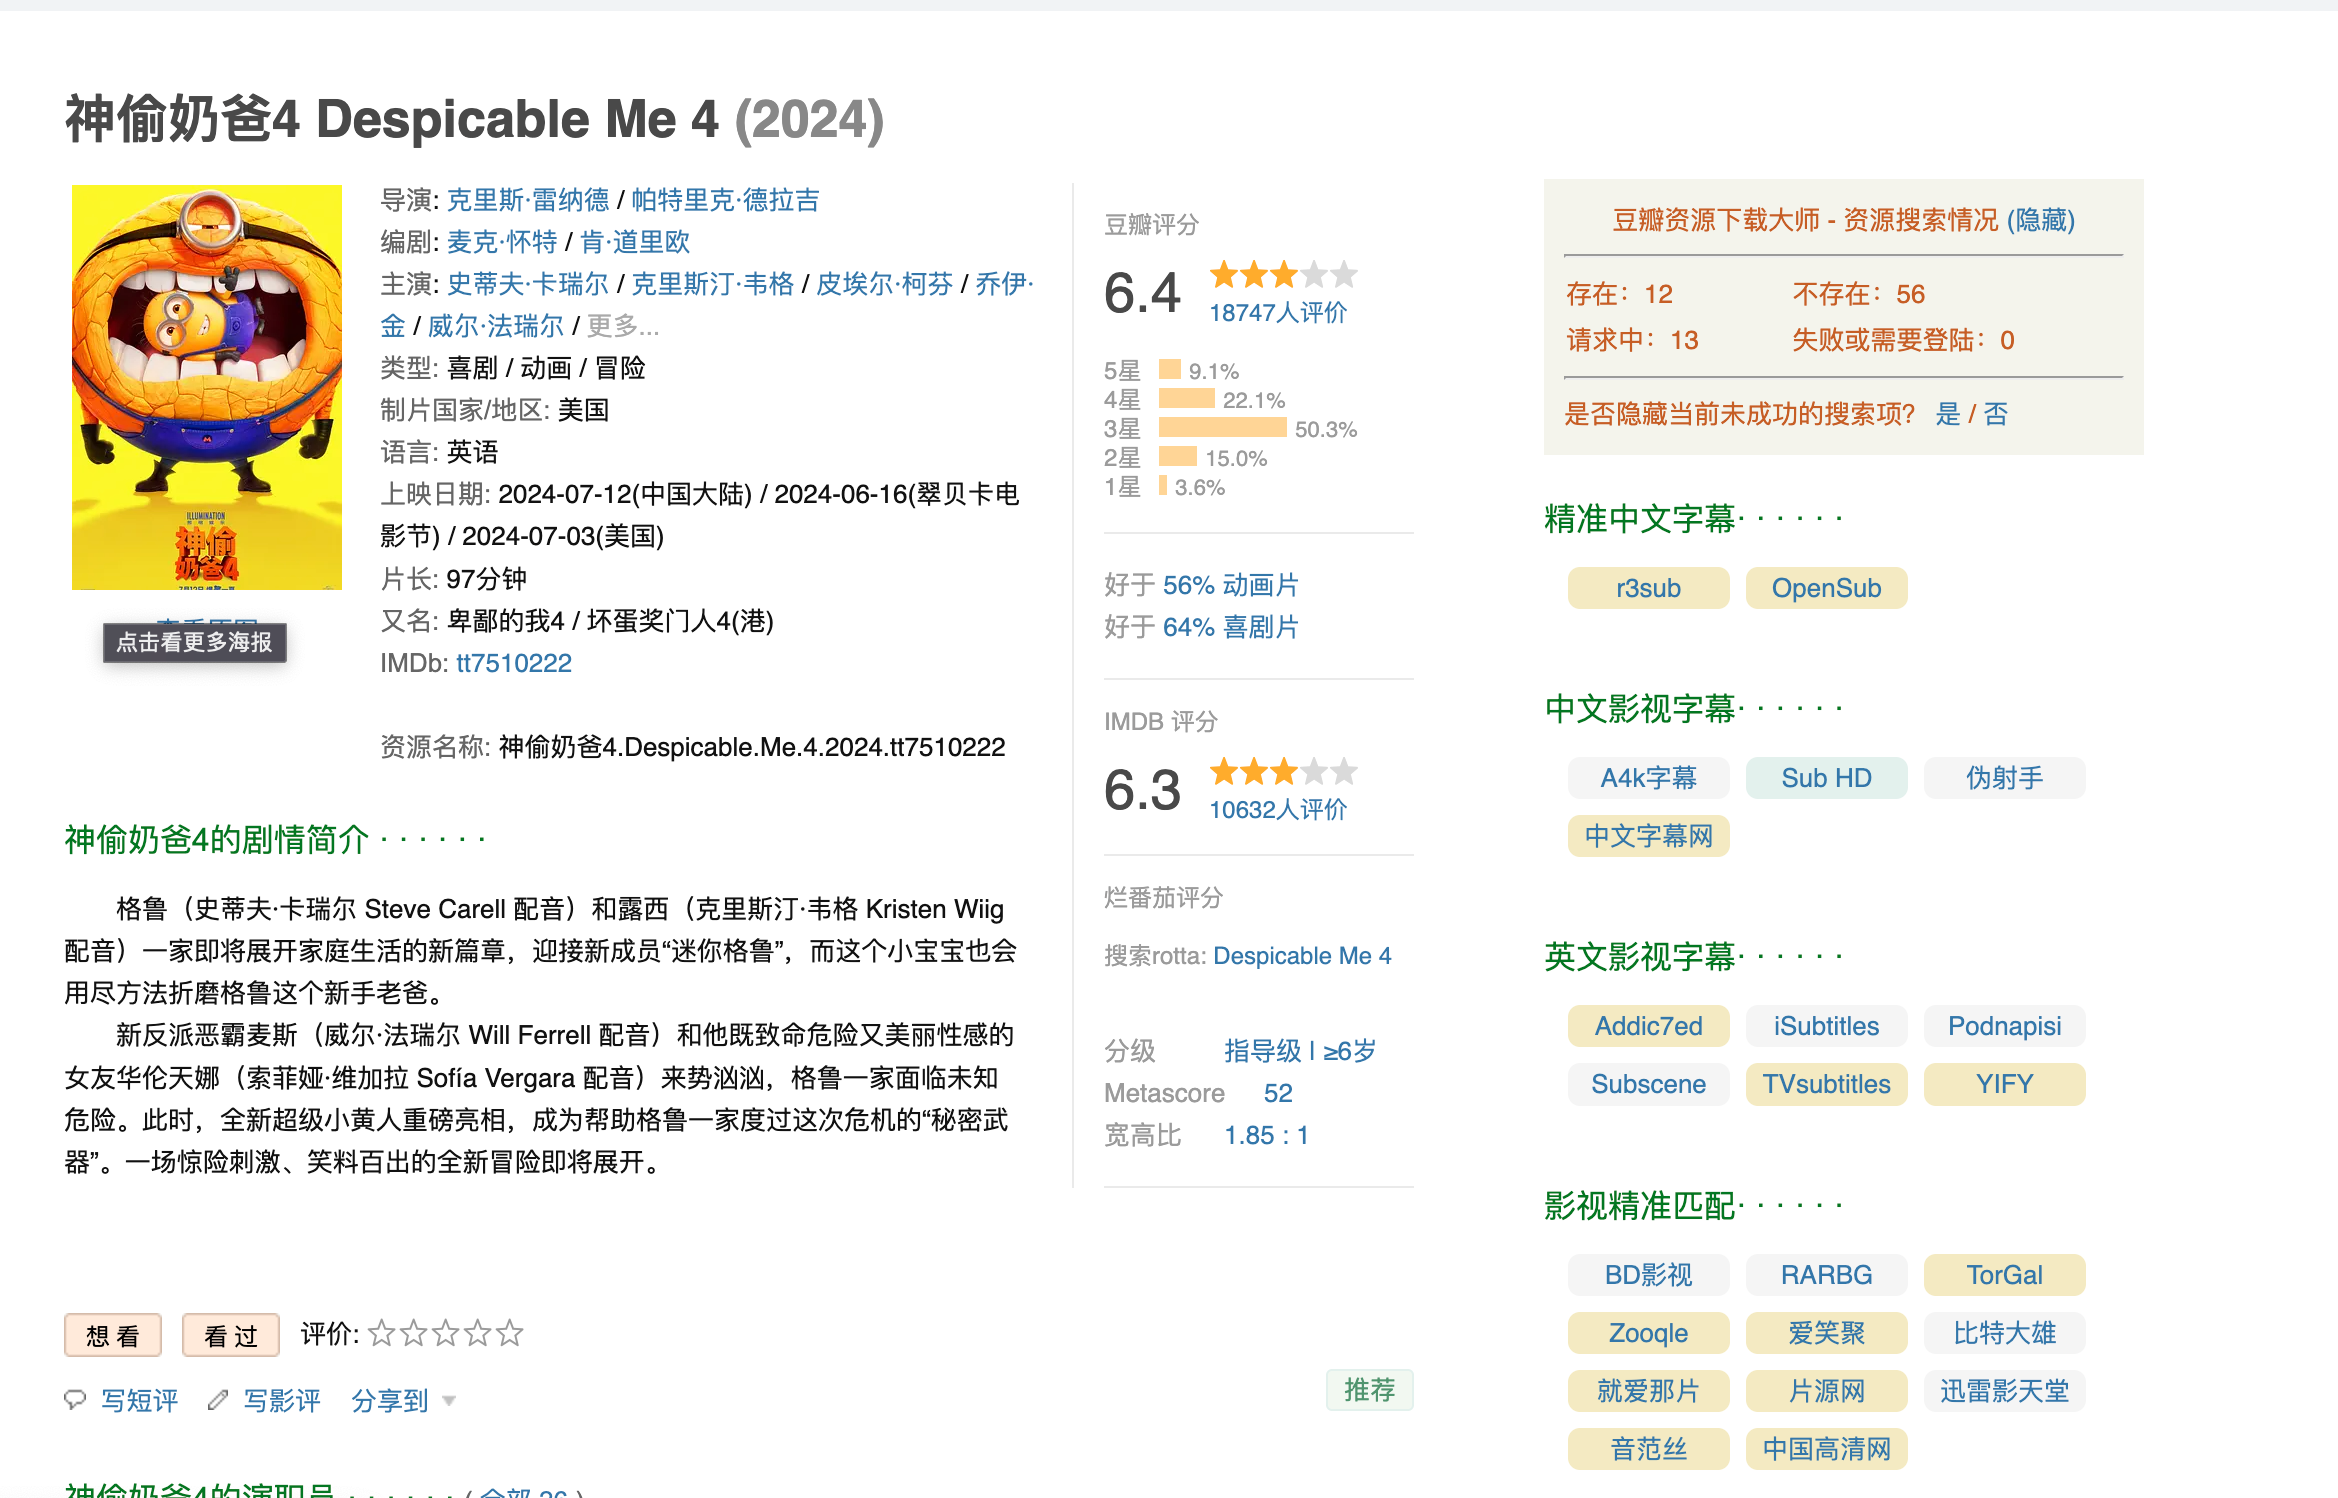 神偷奶爸4 Despicable Me 4 (2024)
ILLUMINATION
神偷
奶爸4
点击看更多海报
导演: 克里斯·雷纳德 / 帕特里克·德拉吉
编剧: 麦克·怀特 / 肯·道里欧
主演: 史蒂夫·卡瑞尔 / 克里斯汀·韦格 / 皮埃尔·柯芬 / 乔伊·
金 / 威尔·法瑞尔 / 更多...
类型: 喜剧 / 动画 / 冒险
制片国家/地区: 美国
语言: 英语
上映日期: 2024-07-12(中国大陆) / 2024-06-16(翠贝卡电
影节) / 2024-07-03(美国)
片长: 97分钟
又名: 卑鄙的我4 / 坏蛋奖门人4(港)
IMDb: tt7510222
资源名称: 神偷奶爸4.Despicable.Me.4.2024.tt7510222
豆瓣评分
6.4
18747人评价
5星 9.1%
4星 22.1%
3星 50.3%
2星 15.0%
1星 3.6%
好于 56% 动画片
好于 64% 喜剧片
IMDB 评分
6.3
10632人评价
烂番茄评分
搜索rotta: Despicable Me 4
分级 指导级 | ≥6岁
Metascore 52
宽高比 1.85 : 1
神偷奶爸4的剧情简介 · · · · · ·
格鲁（史蒂夫·卡瑞尔 Steve Carell 配音）和露西（克里斯汀·韦格 Kristen Wiig
配音）一家即将展开家庭生活的新篇章，迎接新成员“迷你格鲁”，而这个小宝宝也会
用尽方法折磨格鲁这个新手老爸。
新反派恶霸麦斯（威尔·法瑞尔 Will Ferrell 配音）和他既致命危险又美丽性感的
女友华伦天娜（索菲娅·维加拉 Sofía Vergara 配音）来势汹汹，格鲁一家面临未知
危险。此时，全新超级小黄人重磅亮相，成为帮助格鲁一家度过这次危机的“秘密武
器”。一场惊险刺激、笑料百出的全新冒险即将展开。
想看 看过 评价:
写短评 写影评 分享到
推荐
神偷奶爸4的演职员 · · · · · · ( 全部 26 )
豆瓣资源下载大师 - 资源搜索情况 (隐藏)
存在：12 不存在：56
请求中：13 失败或需要登陆：0
是否隐藏当前未成功的搜索项？ 是 / 否
精准中文字幕· · · · · ·
r3sub OpenSub
中文影视字幕· · · · · ·
A4k字幕 Sub HD 伪射手
中文字幕网
英文影视字幕· · · · · ·
Addic7ed iSubtitles Podnapisi
Subscene TVsubtitles YIFY
影视精准匹配· · · · · ·
BD影视 RARBG TorGal
Zooqle 爱笑聚 比特大雄
就爱那片 片源网 迅雷影天堂
音范丝 中国高清网